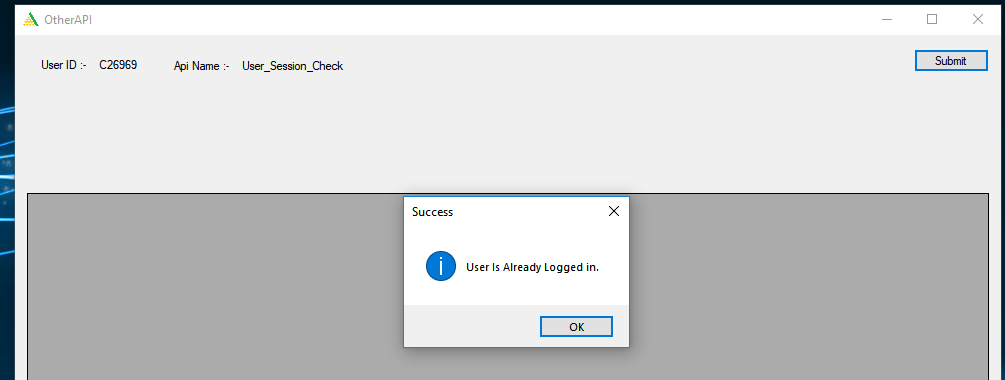 OtherAPI
User ID :- C26969 Api Name :- User_Session_Check Submit
Success
User Is Already Logged in.
OK